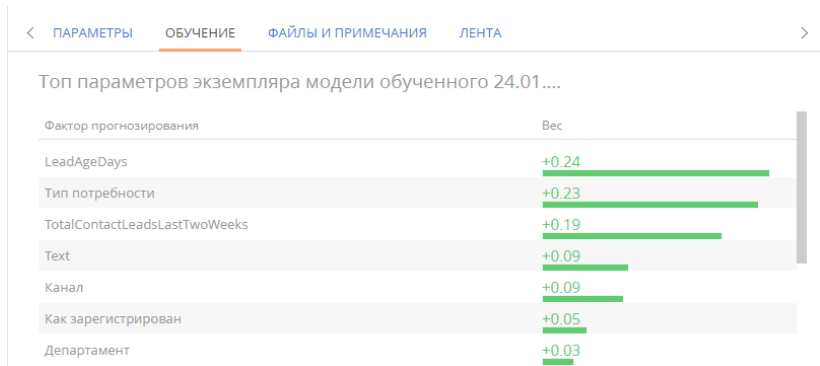 ПАРАМЕТРЫ ОБУЧЕНИЕ ФАЙЛЫ И ПРИМЕЧАНИЯ ЛЕНТА
Топ параметров экземпляра модели обученного 24.01....
Фактор прогнозирования Вес
LeadAgeDays +0.24
Тип потребности +0.23
TotalContactLeadsLastTwoWeeks +0.19
Text +0.09
Канал +0.09
Как зарегистрирован +0.05
Департамент +0.03